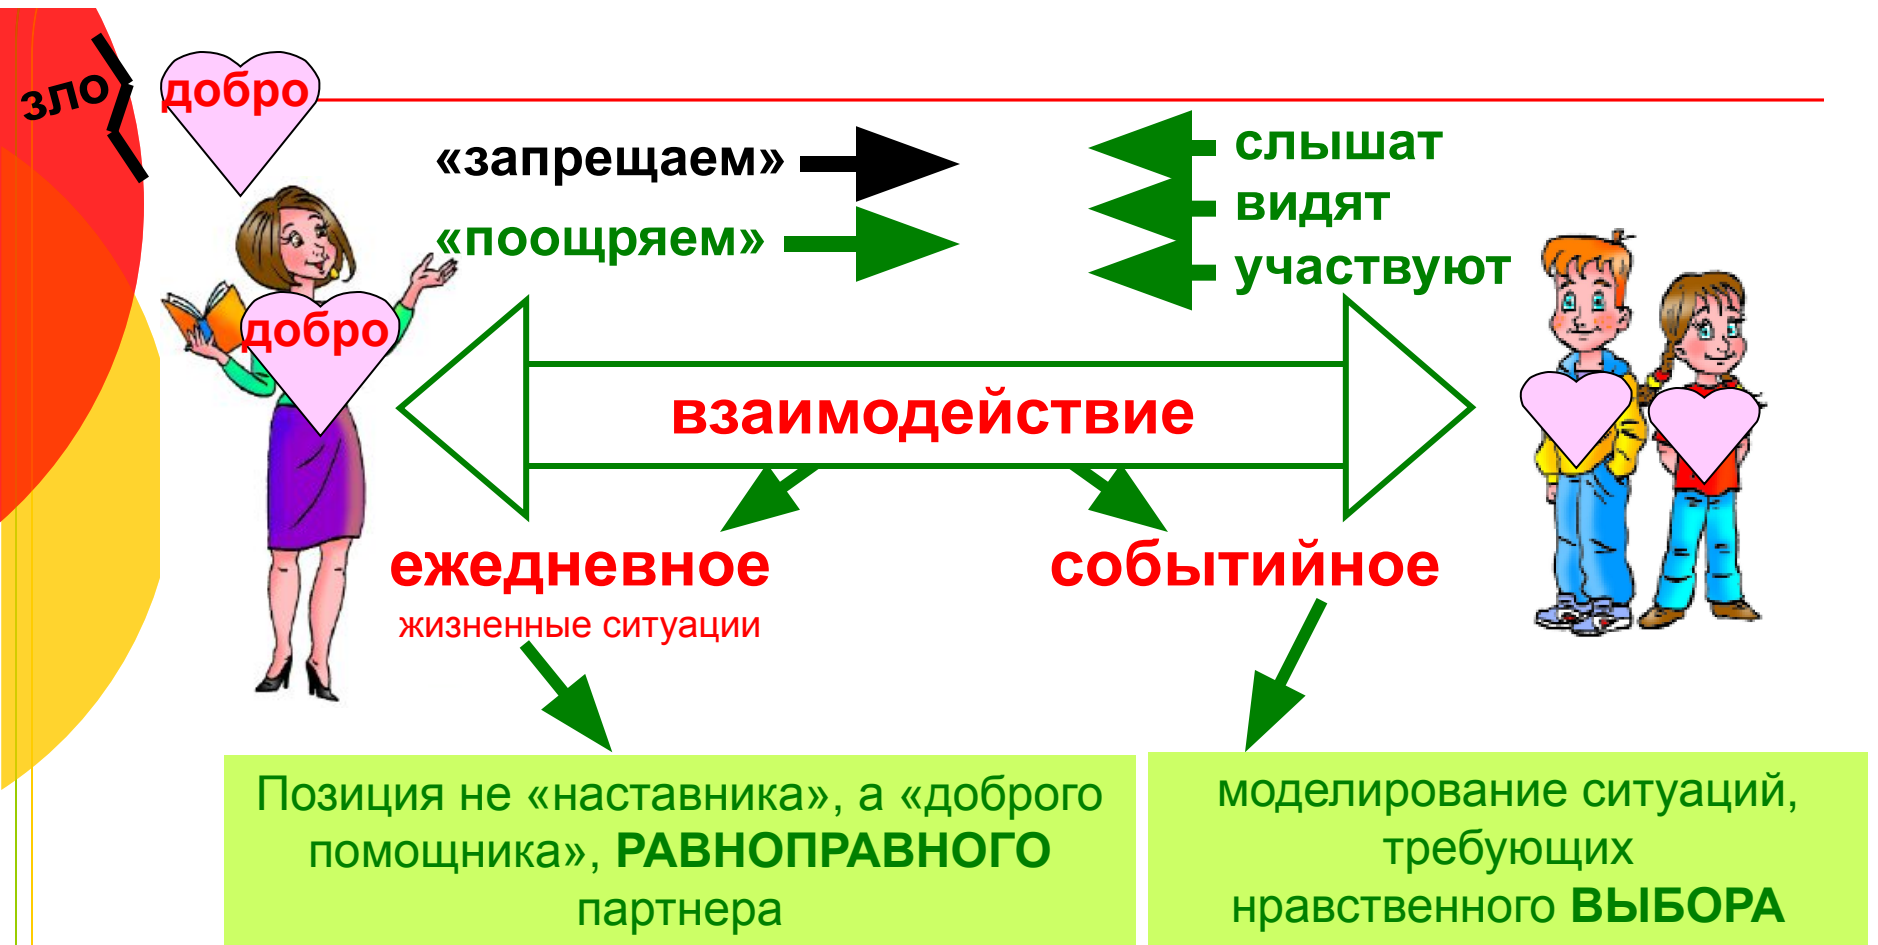 зло
добро
«запрещаем»
«поощряем»
слышат
видят
участвуют
добро
взаимодействие
ежедневное
жизненные ситуации
событийное
Позиция не «наставника», а «доброго
помощника», РАВНОПРАВНОГО
партнера
моделирование ситуаций,
требующих
нравственного ВЫБОРА